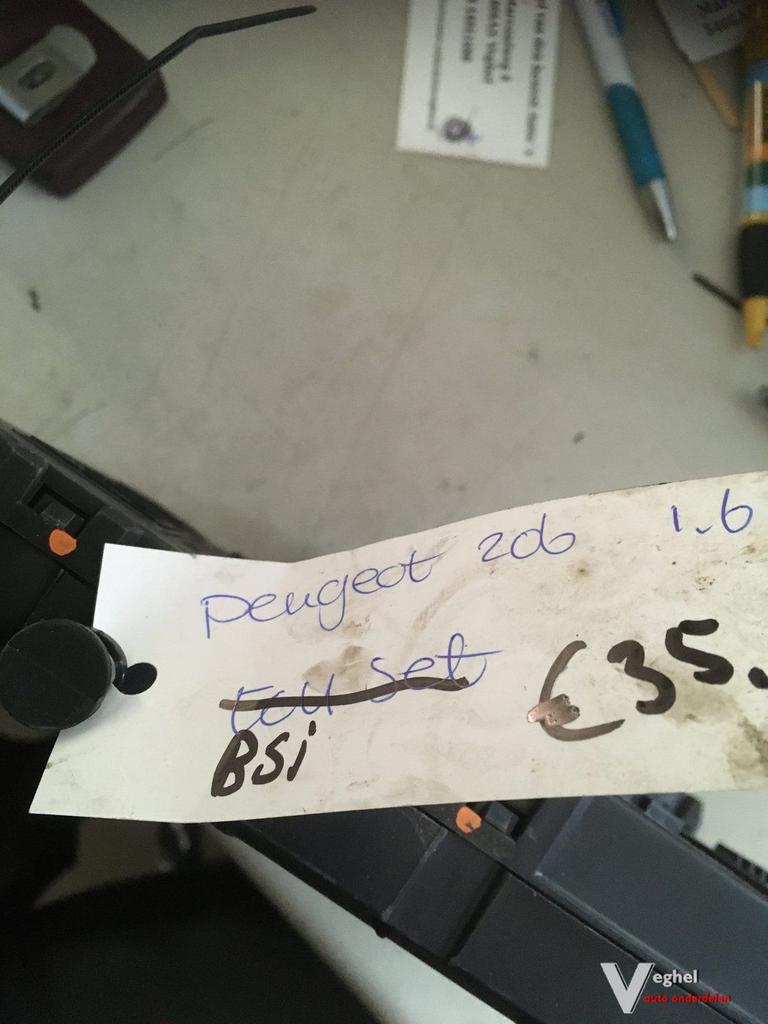 Peugeot 206 1.6
Ecu set
BSi
€35.
Veghel
auto onderdelen